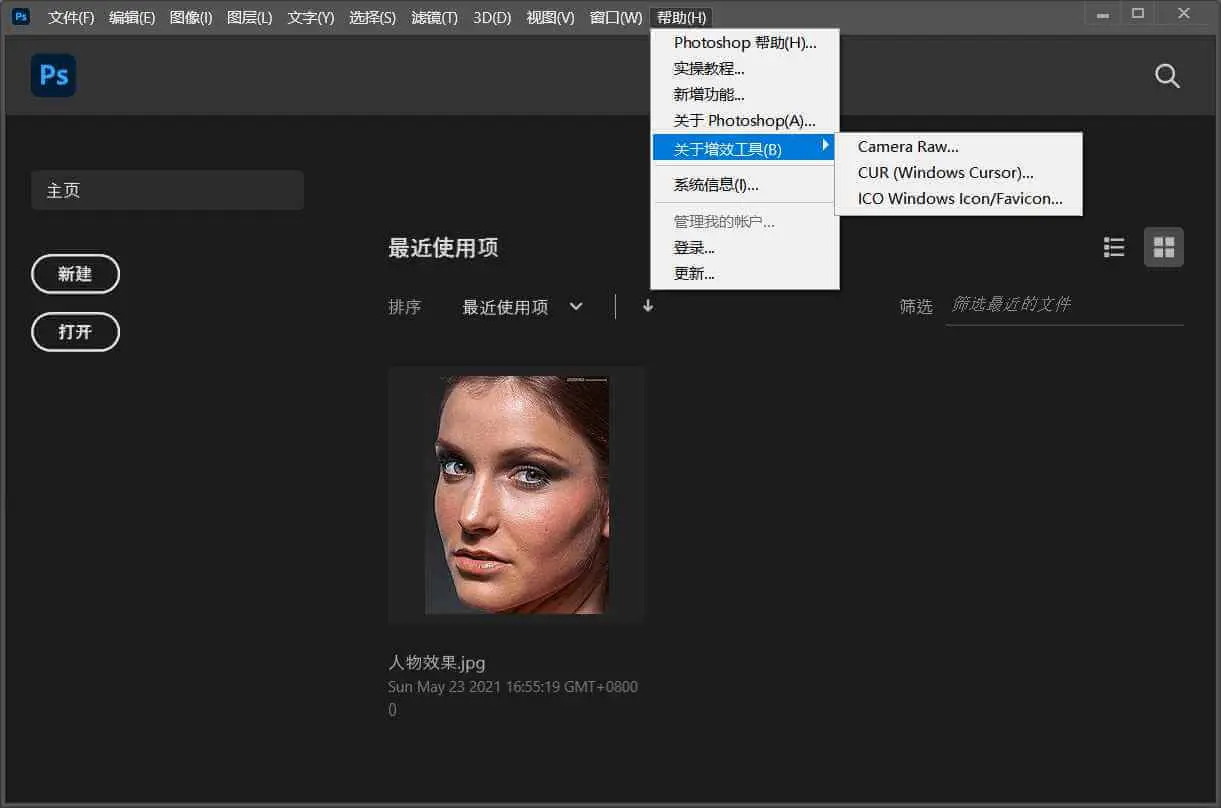 Ps 文件(F) 编辑(E) 图像(I) 图层(L) 文字(Y) 选择(S) 滤镜(T) 3D(D) 视图(V) 窗口(W) 帮助(H)
Ps
Photoshop 帮助(H)...
实操教程...
新增功能...
关于 Photoshop(A)...
关于增效工具(B)
系统信息(I)...
管理我的帐户...
登录...
更新...
Camera Raw...
CUR (Windows Cursor)...
ICO Windows Icon/Favicon...
主页
新建
打开
最近使用项
排序 最近使用项
筛选 筛选最近的文件
人物效果.jpg
Sun May 23 2021 16:55:19 GMT+0800
0